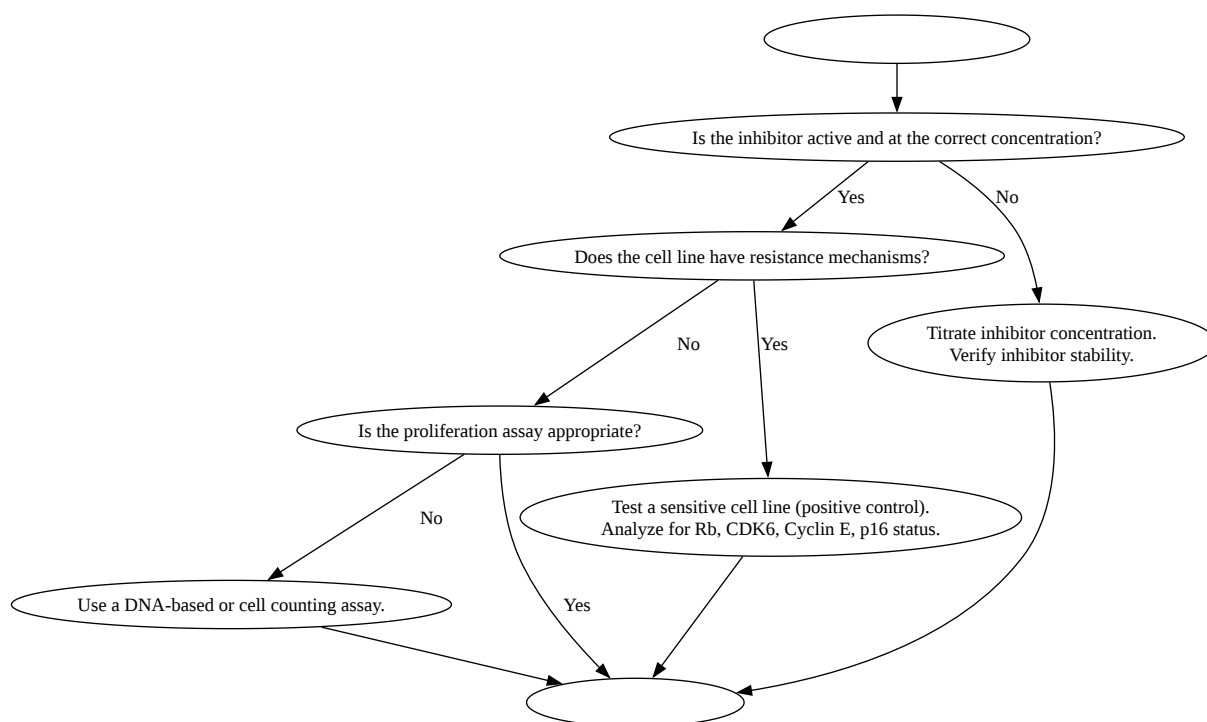 Is the inhibitor active and at the correct concentration?
Yes
No
Does the cell line have resistance mechanisms?
Titrate inhibitor concentration.
Verify inhibitor stability.
No
Yes
Is the proliferation assay appropriate?
Test a sensitive cell line (positive control).
Analyze for Rb, CDK6, Cyclin E, p16 status.
No
Yes
Use a DNA-based or cell counting assay.